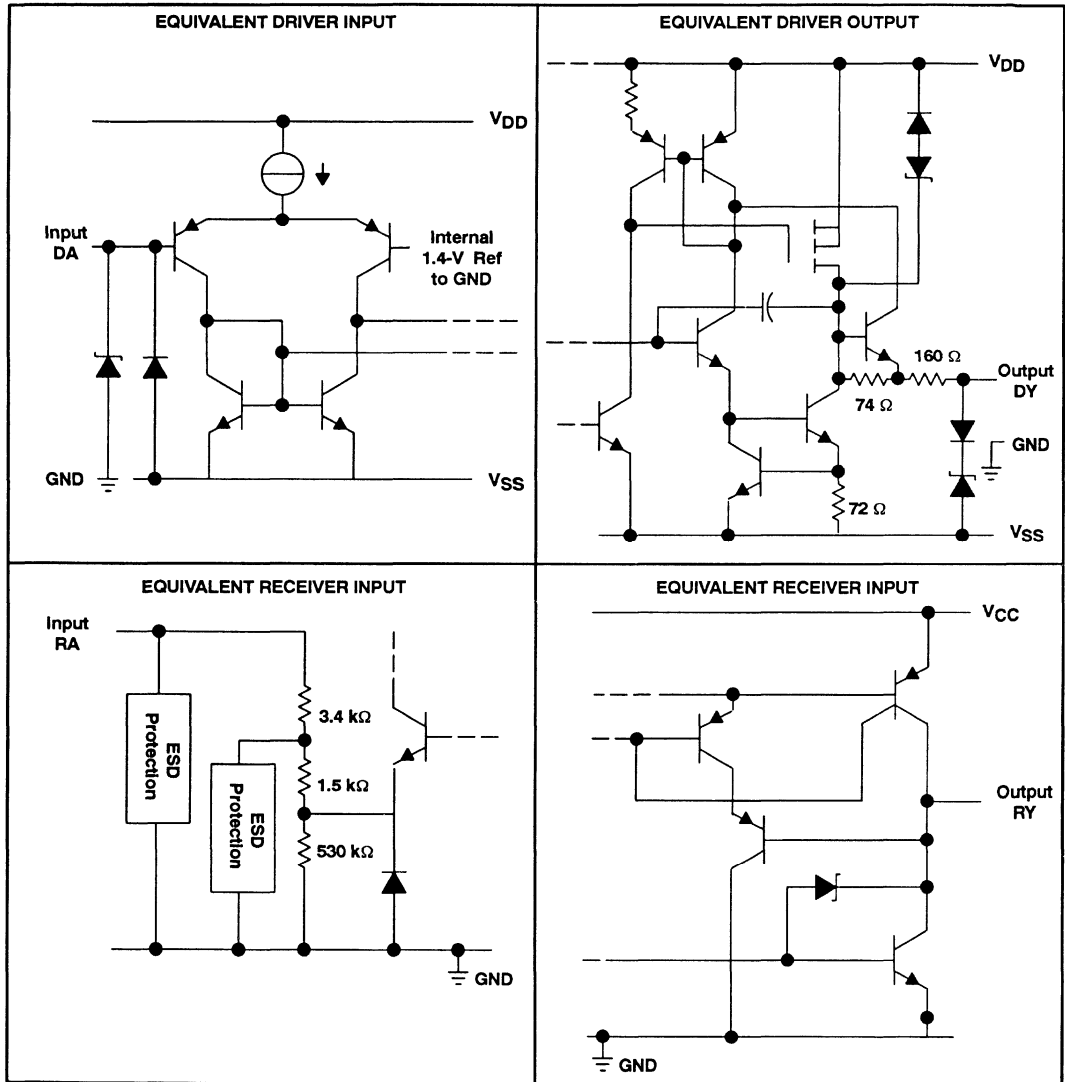 EQUIVALENT DRIVER INPUT
VDD
Input
DA
Internal
1.4-V Ref
to GND
GND
VSS
EQUIVALENT DRIVER OUTPUT
VDD
160 Ω
Output
DY
74 Ω
GND
72 Ω
VSS
EQUIVALENT RECEIVER INPUT
Input
RA
3.4 kΩ
ESD
Protection
1.5 kΩ
ESD
Protection
530 kΩ
GND
EQUIVALENT RECEIVER INPUT
VCC
Output
RY
GND